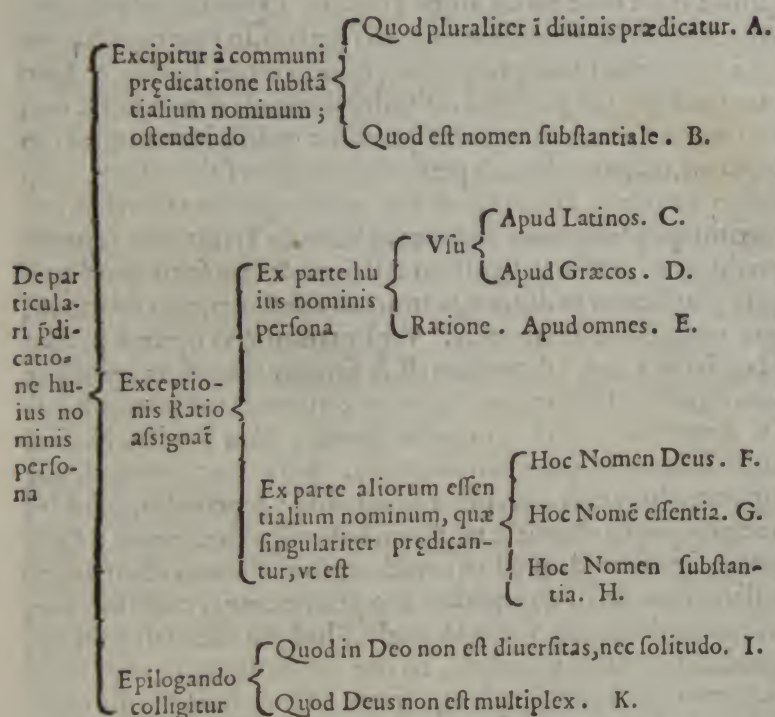 De par-
ticula-
ri p̄di-
catio-
ne hu-
ius no
minis
perſo-
na
Excipitur à communi
prędicatione ſubſtā
tialium nominum ;
oſtendendo
Quod pluraliter ī diuinis prædicatur. A.
Quod eſt nomen ſubſtantiale . B.
Exceptio-
nis Ratio
aſsignat̄
Ex parte hu
ius nominis
perſona
Vſu
Apud Latinos. C.
Apud Græcos . D.
Ratione . Apud omnes. E.
Ex parte aliorum eſſen
tialium nominum, quæ
ſingulariter prędican-
tur, vt eſt
Hoc Nomen Deus . F.
Hoc Nomē eſſentia. G.
Hoc Nomen ſubſtan-
tia. H.
Epilogando
colligitur
Quod in Deo non eſt diuerſitas, nec ſolitudo. I.
Quod Deus non eſt multiplex . K.